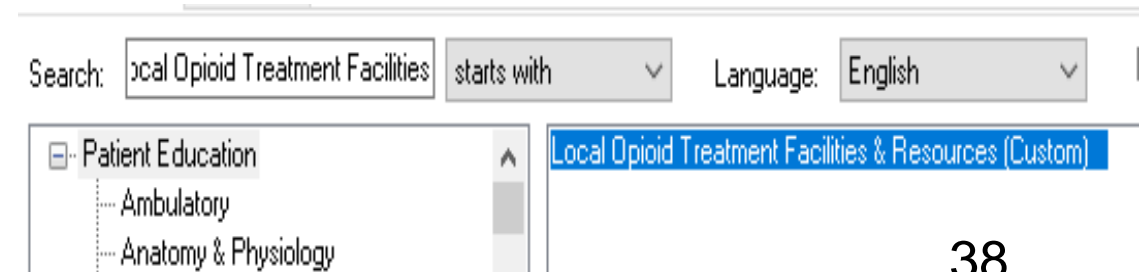 Search: ocal Opioid Treatment Facilities starts with Language: English
Patient Education
Local Opioid Treatment Facilities & Resources (Custom)
Ambulatory
Anatomy & Physiology
38